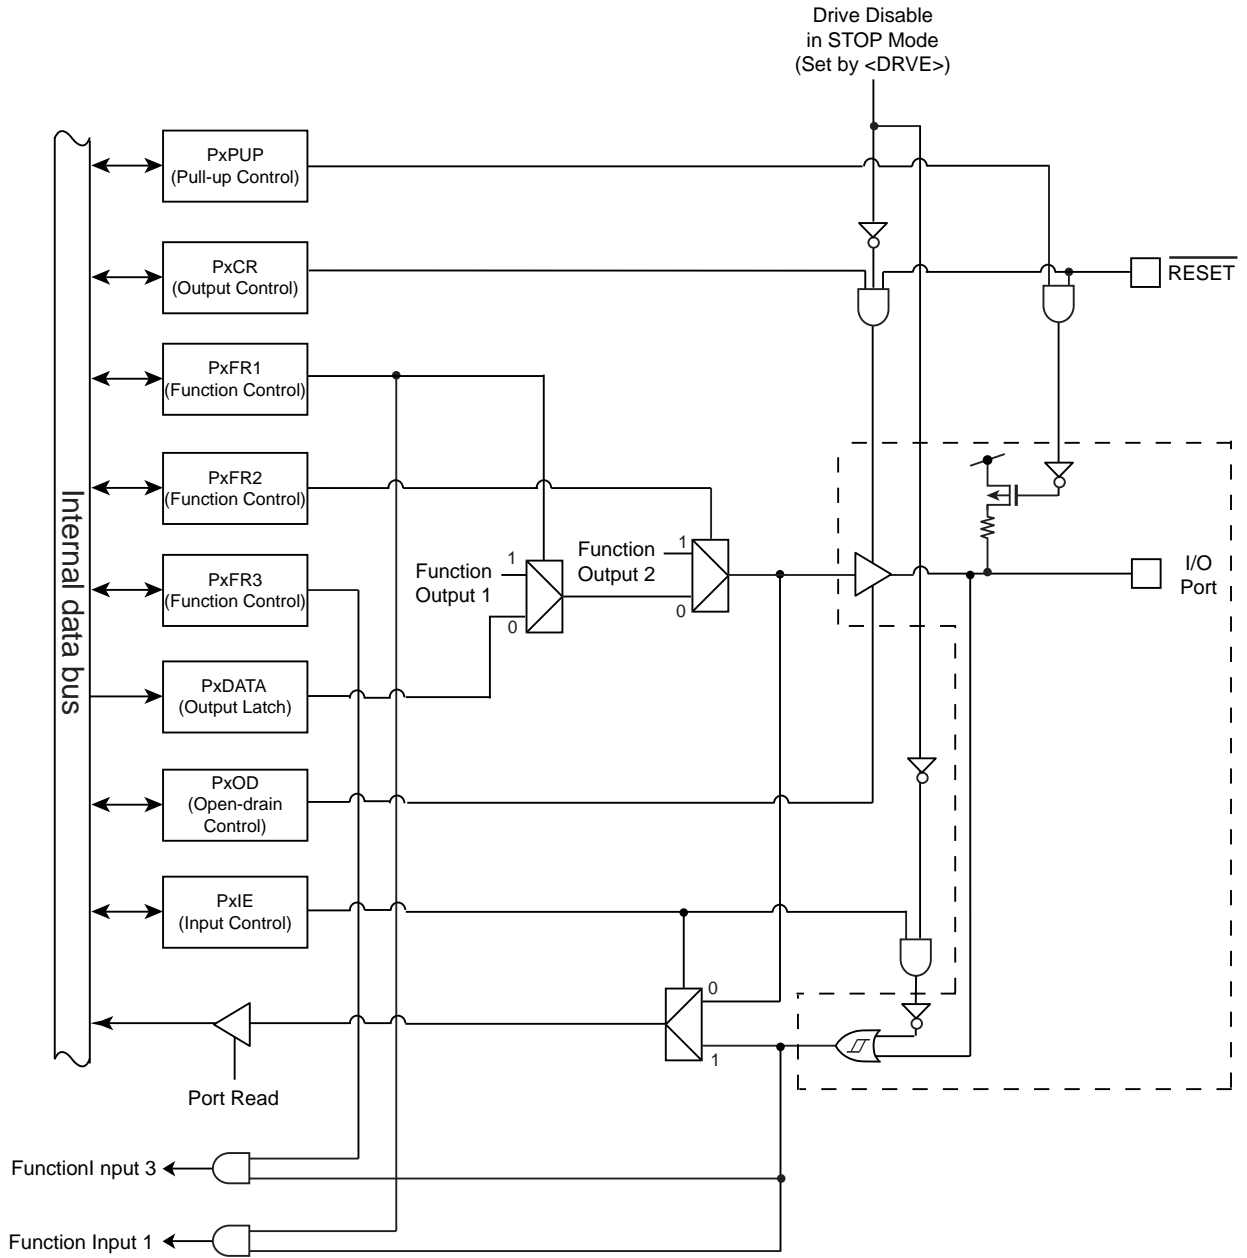 Drive Disable
in STOP Mode
(Set by <DRVE>)
PxPUP
(Pull-up Control)
PxCR
(Output Control)
RESET
PxFR1
(Function Control)
PxFR2
(Function Control)
Internal data bus
1
Function
Output 2
1
Function
Output 1
0
0
I/O
Port
PxFR3
(Function Control)
PxDATA
(Output Latch)
PxOD
(Open-drain
Control)
PxIE
(Input Control)
0
1
Port Read
FunctionI nput 3
Function Input 1